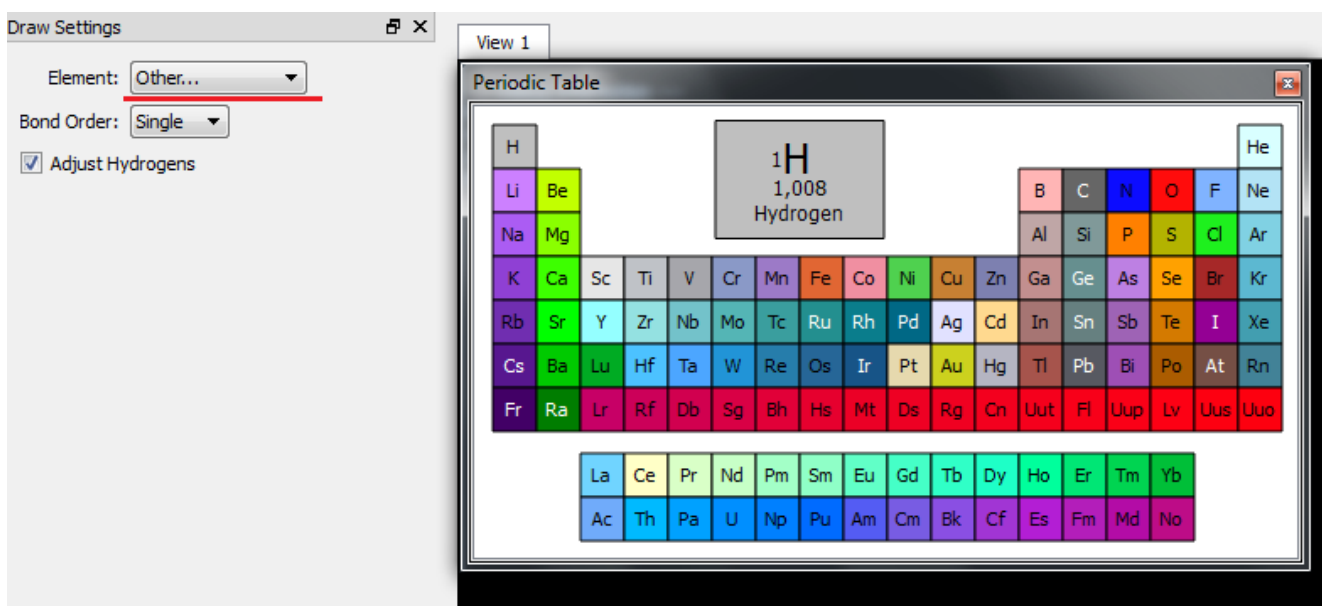 Draw Settings
Element: Other...
Bond Order: Single
Adjust Hydrogens
View 1
Periodic Table
1H
1,008
Hydrogen
H He
Li Be B C N O F Ne
Na Mg Al Si P S Cl Ar
K Ca Sc Ti V Cr Mn Fe Co Ni Cu Zn Ga Ge As Se Br Kr
Rb Sr Y Zr Nb Mo Tc Ru Rh Pd Ag Cd In Sn Sb Te I Xe
Cs Ba Lu Hf Ta W Re Os Ir Pt Au Hg Tl Pb Bi Po At Rn
Fr Ra Lr Rf Db Sg Bh Hs Mt Ds Rg Cn Uut Fl Uup Lv Uus Uuo
La Ce Pr Nd Pm Sm Eu Gd Tb Dy Ho Er Tm Yb
Ac Th Pa U Np Pu Am Cm Bk Cf Es Fm Md No